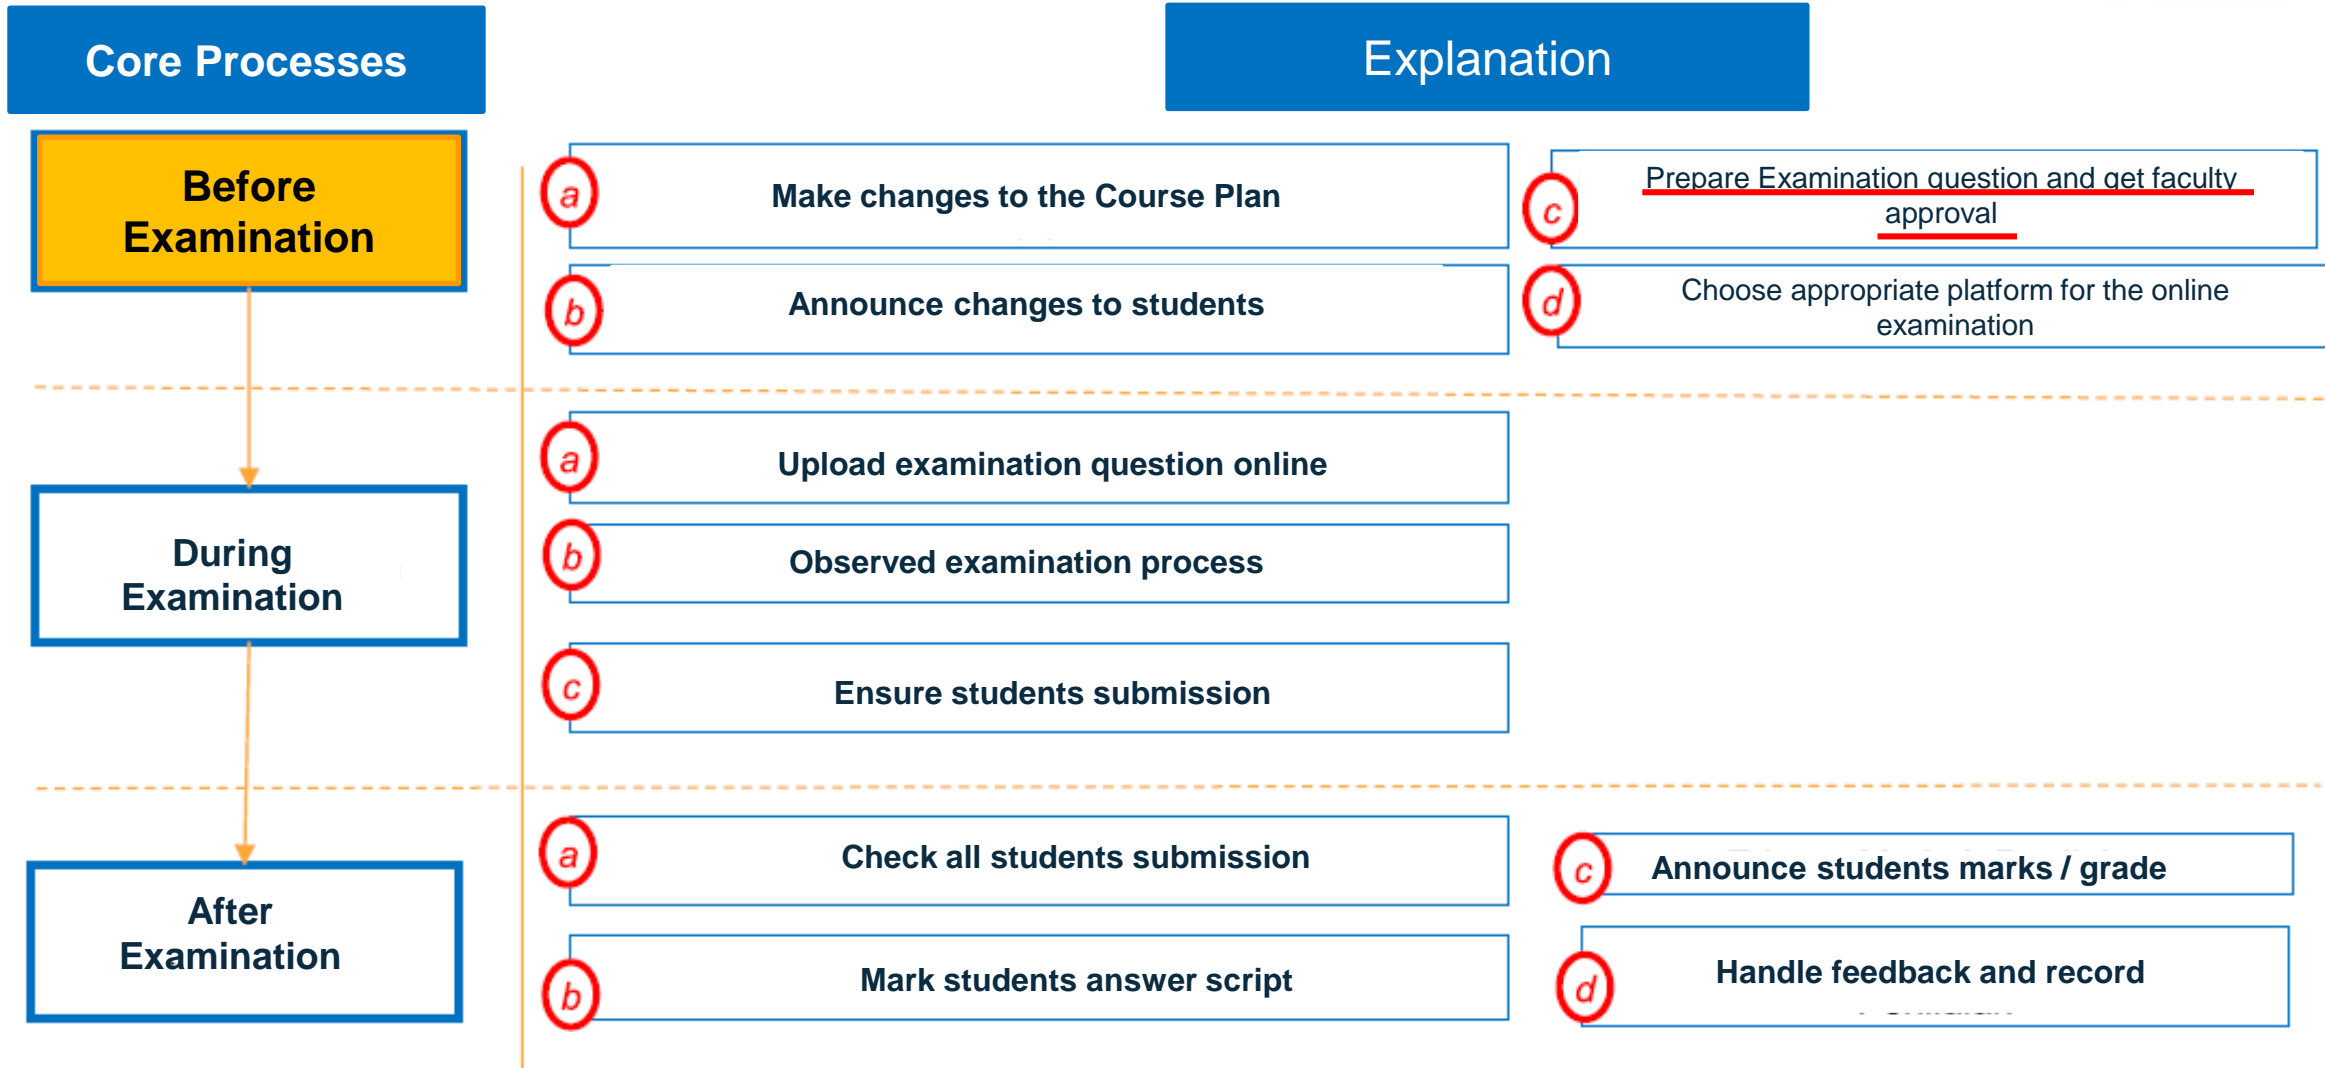 Core Processes
Explanation
Before
Examination
a
Make changes to the Course Plan
c
Prepare Examination question and get faculty
approval
b
Announce changes to students
d
Choose appropriate platform for the online
examination
During
Examination
a
Upload examination question online
b
Observed examination process
c
Ensure students submission
After
Examination
a
Check all students submission
c
Announce students marks / grade
b
Mark students answer script
d
Handle feedback and record